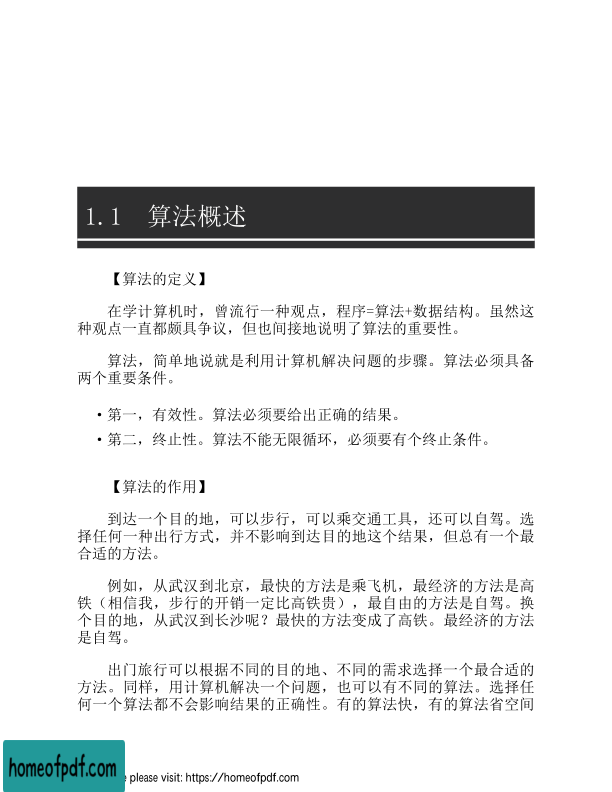 1.1 算法概述
【算法的定义】
在学计算机时，曾流行一种观点，程序=算法+数据结构。虽然这
种观点一直都颇具争议，但也间接地说明了算法的重要性。
算法，简单地说就是利用计算机解决问题的步骤。算法必须具备
两个重要条件。
• 第一，有效性。算法必须要给出正确的结果。
• 第二，终止性。算法不能无限循环，必须要有个终止条件。
【算法的作用】
到达一个目的地，可以步行，可以乘交通工具，还可以自驾。选
择任何一种出行方式，并不影响到达目的地这个结果，但总有一个最
合适的方法。
例如，从武汉到北京，最快的方法是乘飞机，最经济的方法是高
铁（相信我，步行的开销一定比高铁贵），最自由的方法是自驾。换
个目的地，从武汉到长沙呢？最快的方法变成了高铁。最经济的方法
是自驾。
出门旅行可以根据不同的目的地、不同的需求选择一个最合适的
方法。同样，用计算机解决一个问题，也可以有不同的算法。选择任
何一个算法都不会影响结果的正确性。有的算法快，有的算法省空间
homeofpdf.com
e please visit: https://homeofpdf.com